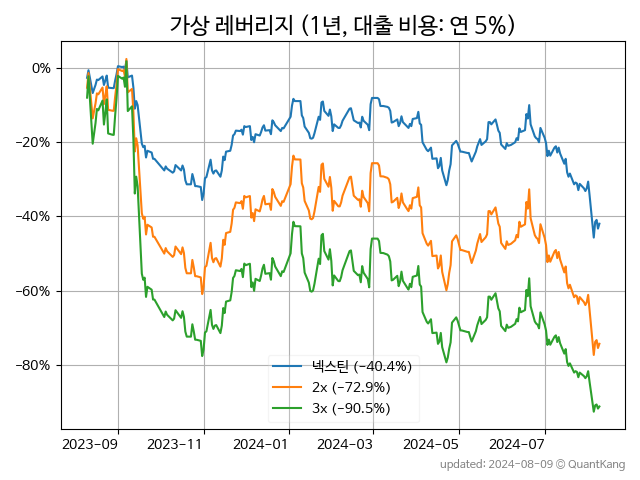 가상 레버리지 (1년, 대출 비용: 연 5%)
0%
−20%
−40%
−60%
−80%
넥스틴 (−40.4%)
2x (−72.9%)
3x (−90.5%)
2023-09 2023-11 2024-01 2024-03 2024-05 2024-07
updated: 2024-08-09 © QuantKang